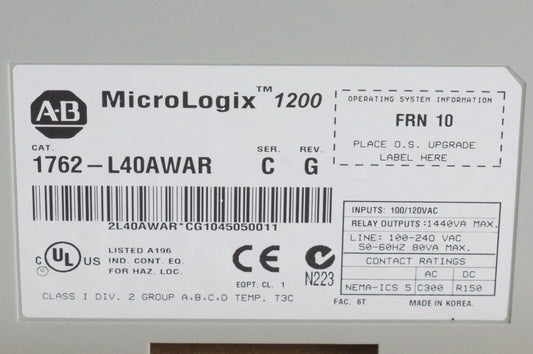 A-B
MicroLogix™ 1200
CAT. SER. REV.
1762-L40AWAR C G
OPERATING SYSTEM INFORMATION
FRN 10
PLACE O.S. UPGRADE
LABEL HERE
2L40AWAR*CG1045050011
C UL US
LISTED A196
IND. CONT. EQ.
FOR HAZ. LOC.
CE
EQPT. CL. 1
N223
CLASS I DIV. 2 GROUP A,B,C,D TEMP. T3C
INPUTS: 100/120VAC
RELAY OUTPUTS :1440VA MAX.
LINE: 100-240 VAC
50-60HZ 80VA MAX.
CONTACT RATINGS
AC DC
NEMA-ICS 5 C300 R150
FAC. 6T MADE IN KOREA.